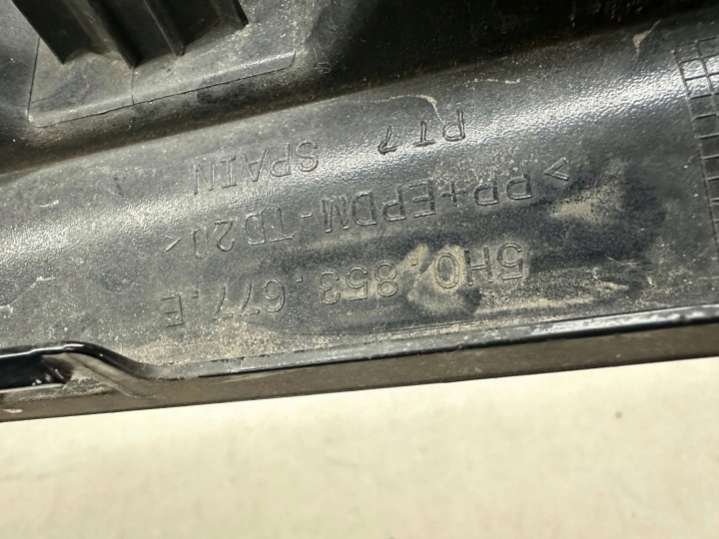 5H0.853.677.E
>PP+EPDM-TD20<
PT7 SPAIN